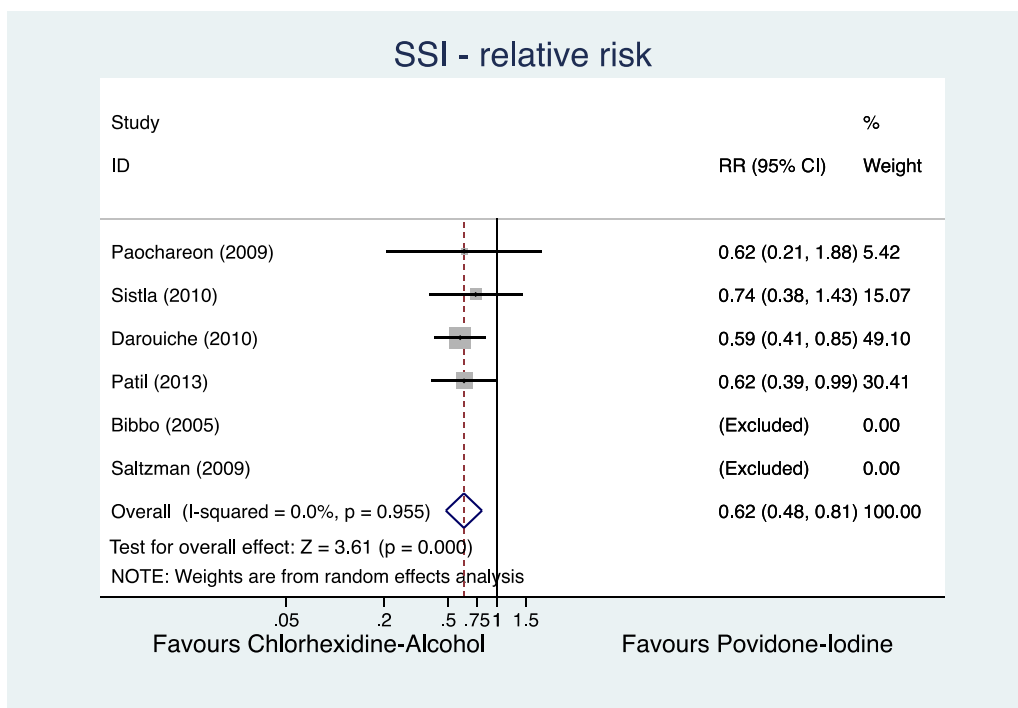 SSI - relative risk
Study %
ID RR (95% CI) Weight
Paochareon (2009) 0.62 (0.21, 1.88) 5.42
Sistla (2010) 0.74 (0.38, 1.43) 15.07
Darouiche (2010) 0.59 (0.41, 0.85) 49.10
Patil (2013) 0.62 (0.39, 0.99) 30.41
Bibbo (2005) (Excluded) 0.00
Saltzman (2009) (Excluded) 0.00
Overall (I-squared = 0.0%, p = 0.955) 0.62 (0.48, 0.81) 100.00
Test for overall effect: Z = 3.61 (p = 0.000)
NOTE: Weights are from random effects analysis
.05 .2 .5 .75 1 1.5
Favours Chlorhexidine-Alcohol Favours Povidone-Iodine